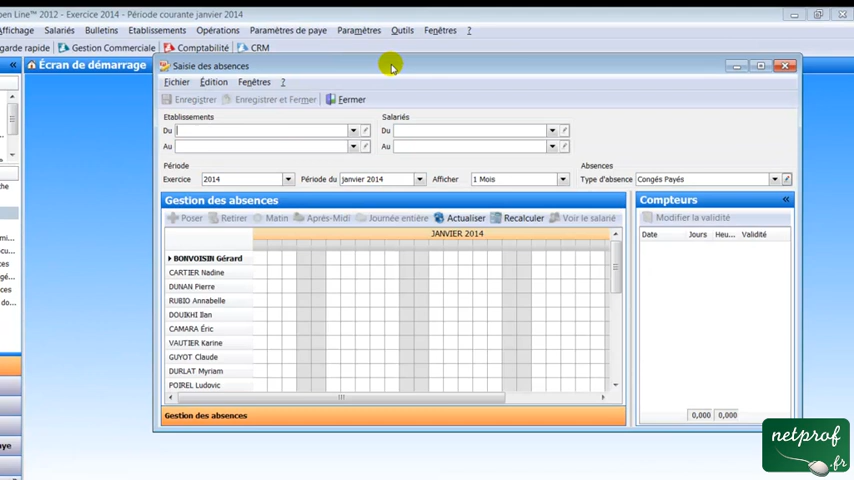 pen Line™ 2012 - Exercice 2014 - Période courante janvier 2014
Affichage Salariés Bulletins Etablissements Opérations Paramètres de paye Paramètres Outils Fenêtres ?
garde rapide Gestion Commerciale Comptabilité CRM
« Écran de démarrage
Saisie des absences
Fichier Édition Fenêtres ?
Enregistrer Enregistrer et Fermer Fermer
Etablissements Salariés
Du Du
Au Au
Période Absences
Exercice 2014 Période du janvier 2014 Afficher 1 Mois Type d'absence Congés Payés
Gestion des absences Compteurs «
Poser Retirer Matin Après-Midi Journée entière Actualiser Recalculer Voir le salarié Modifier la validité
JANVIER 2014 Date Jours Heu... Validité
BONVOISIN Gérard
CARTIER Nadine
DUNAN Pierre
RUBIO Annabelle
DOUIKHI Ilan
CAMARA Éric
VAUTIER Karine
GUYOT Claude
DURLAT Myriam
POIREL Ludovic
Gestion des absences 0,000 0,000
netprof
.fr